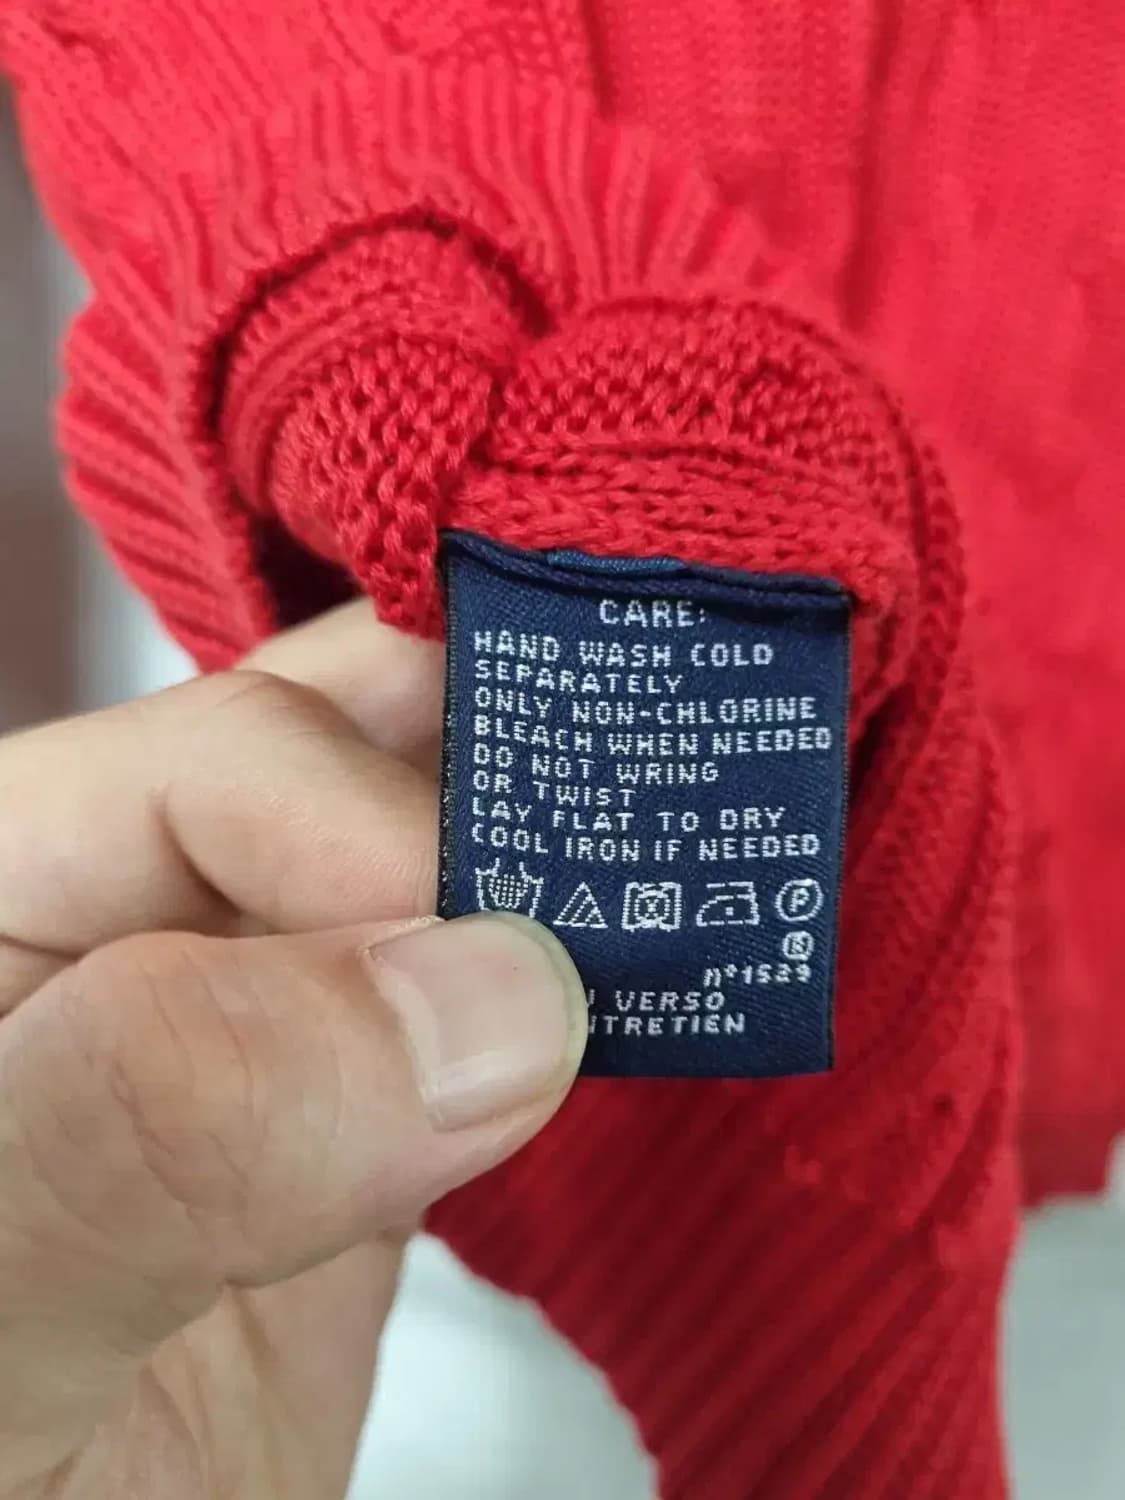 CARE:
HAND WASH COLD
SEPARATELY
ONLY NON-CHLORINE
BLEACH WHEN NEEDED
DO NOT WRING
OR TWIST
LAY FLAT TO DRY
COOL IRON IF NEEDED
P
n°1529
VERSO